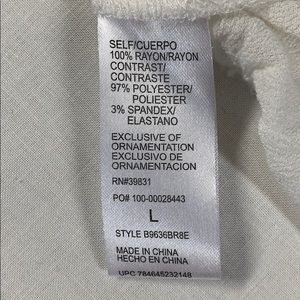 SELF/CUERPO
100% RAYON/RAYON
CONTRAST/
CONTRASTE
97% POLYESTER/
POLIESTER
3% SPANDEX/
ELASTANO
EXCLUSIVE OF
ORNAMENTATION
EXCLUSIVO DE
ORNAMENTACION
RN#39831
PO# 100-00028443
L
STYLE B9636BR8E
MADE IN CHINA
HECHO EN CHINA
UPC 784645232148